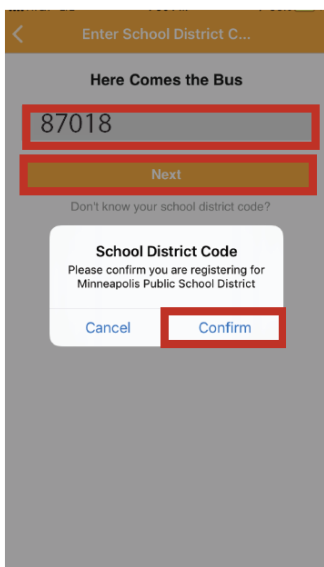 Enter School District C...
Here Comes the Bus
87018
Next
Don't know your school district code?
School District Code
Please confirm you are registering for
Minneapolis Public School District
Cancel Confirm